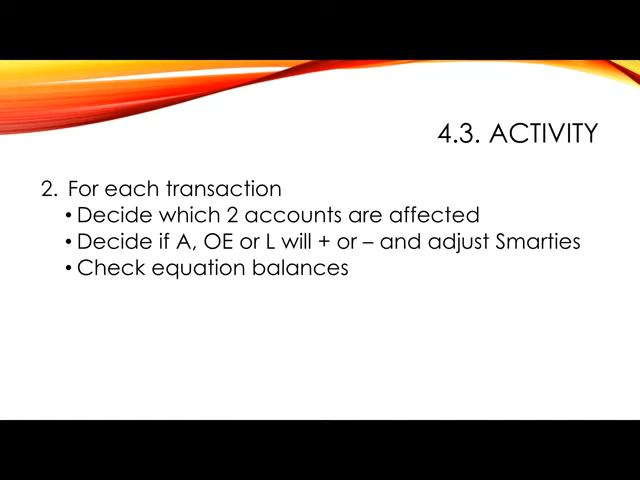 4.3. ACTIVITY
2. For each transaction
• Decide which 2 accounts are affected
• Decide if A, OE or L will + or – and adjust Smarties
• Check equation balances